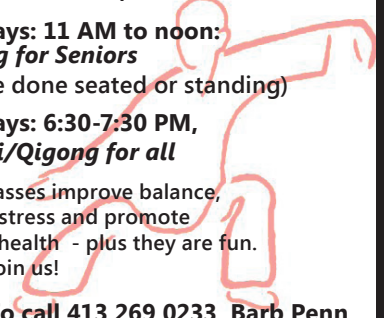 ays: 11 AM to noon:
g for Seniors
e done seated or standing)
ays: 6:30-7:30 PM,
i/Qigong for all
asses improve balance,
stress and promote
health - plus they are fun.
oin us!
o call 413 269 0233 Barb Penn